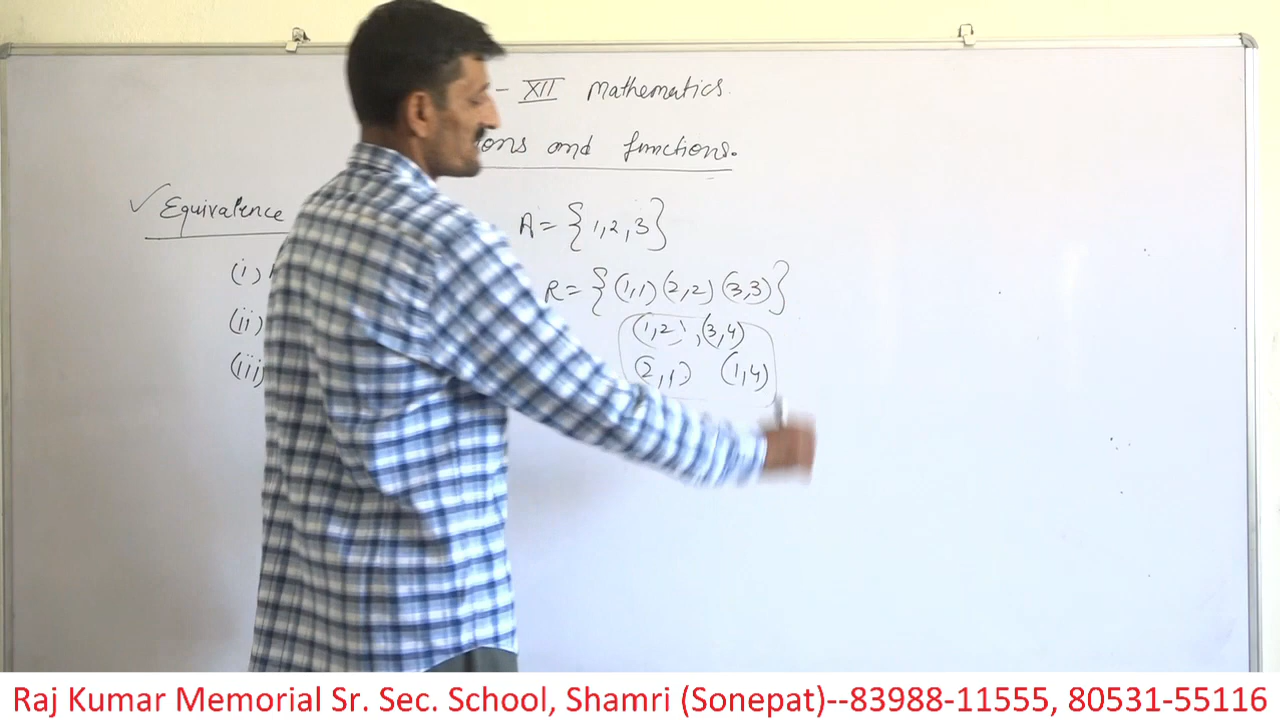 - XII Mathematics.
ons and functions.
✓ Equivalence
A = {1,2,3}
(i)
R = {(1,1) (2,2) (3,3)}
(ii)
(1,2), (3,4)
(iii)
(2,1) (1,4)
Raj Kumar Memorial Sr. Sec. School, Shamri (Sonepat)--83988-11555, 80531-55116